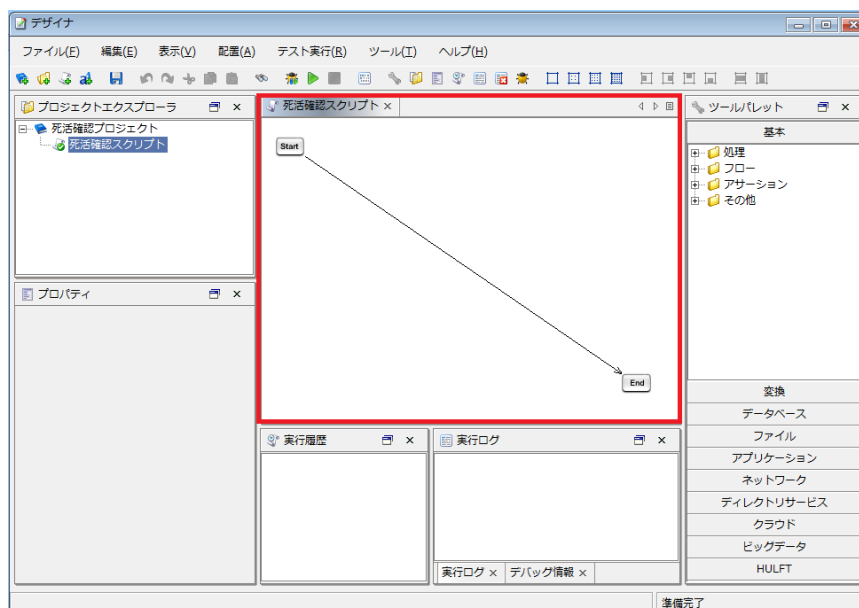 デザイナ
ファイル(F) 編集(E) 表示(V) 配置(A) テスト実行(R) ツール(T) ヘルプ(H)
プロジェクトエクスプローラ
死活確認プロジェクト
死活確認スクリプト
プロパティ
死活確認スクリプト
Start
End
実行履歴
実行ログ
実行ログ デバッグ情報
ツールパレット
基本
処理
フロー
アサーション
その他
変換
データベース
ファイル
アプリケーション
ネットワーク
ディレクトリサービス
クラウド
ビッグデータ
HULFT
準備完了